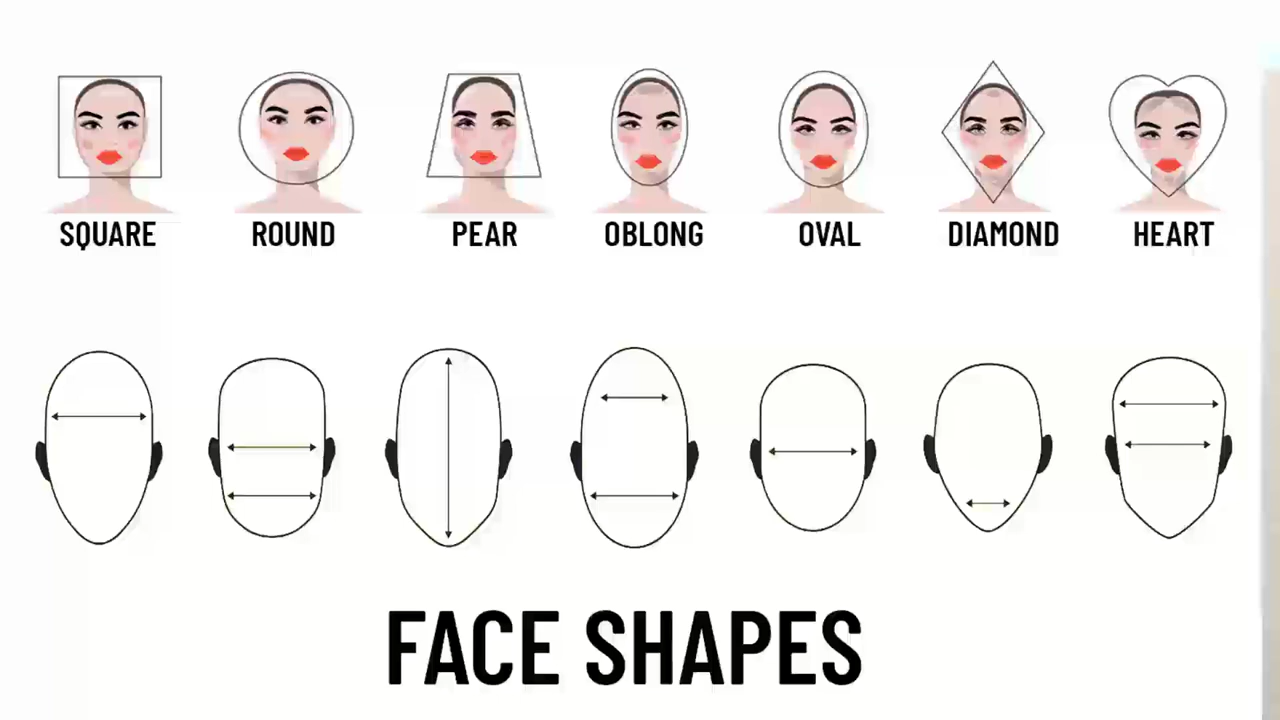 SQUARE
ROUND
PEAR
OBLONG
OVAL
DIAMOND
HEART
FACE SHAPES